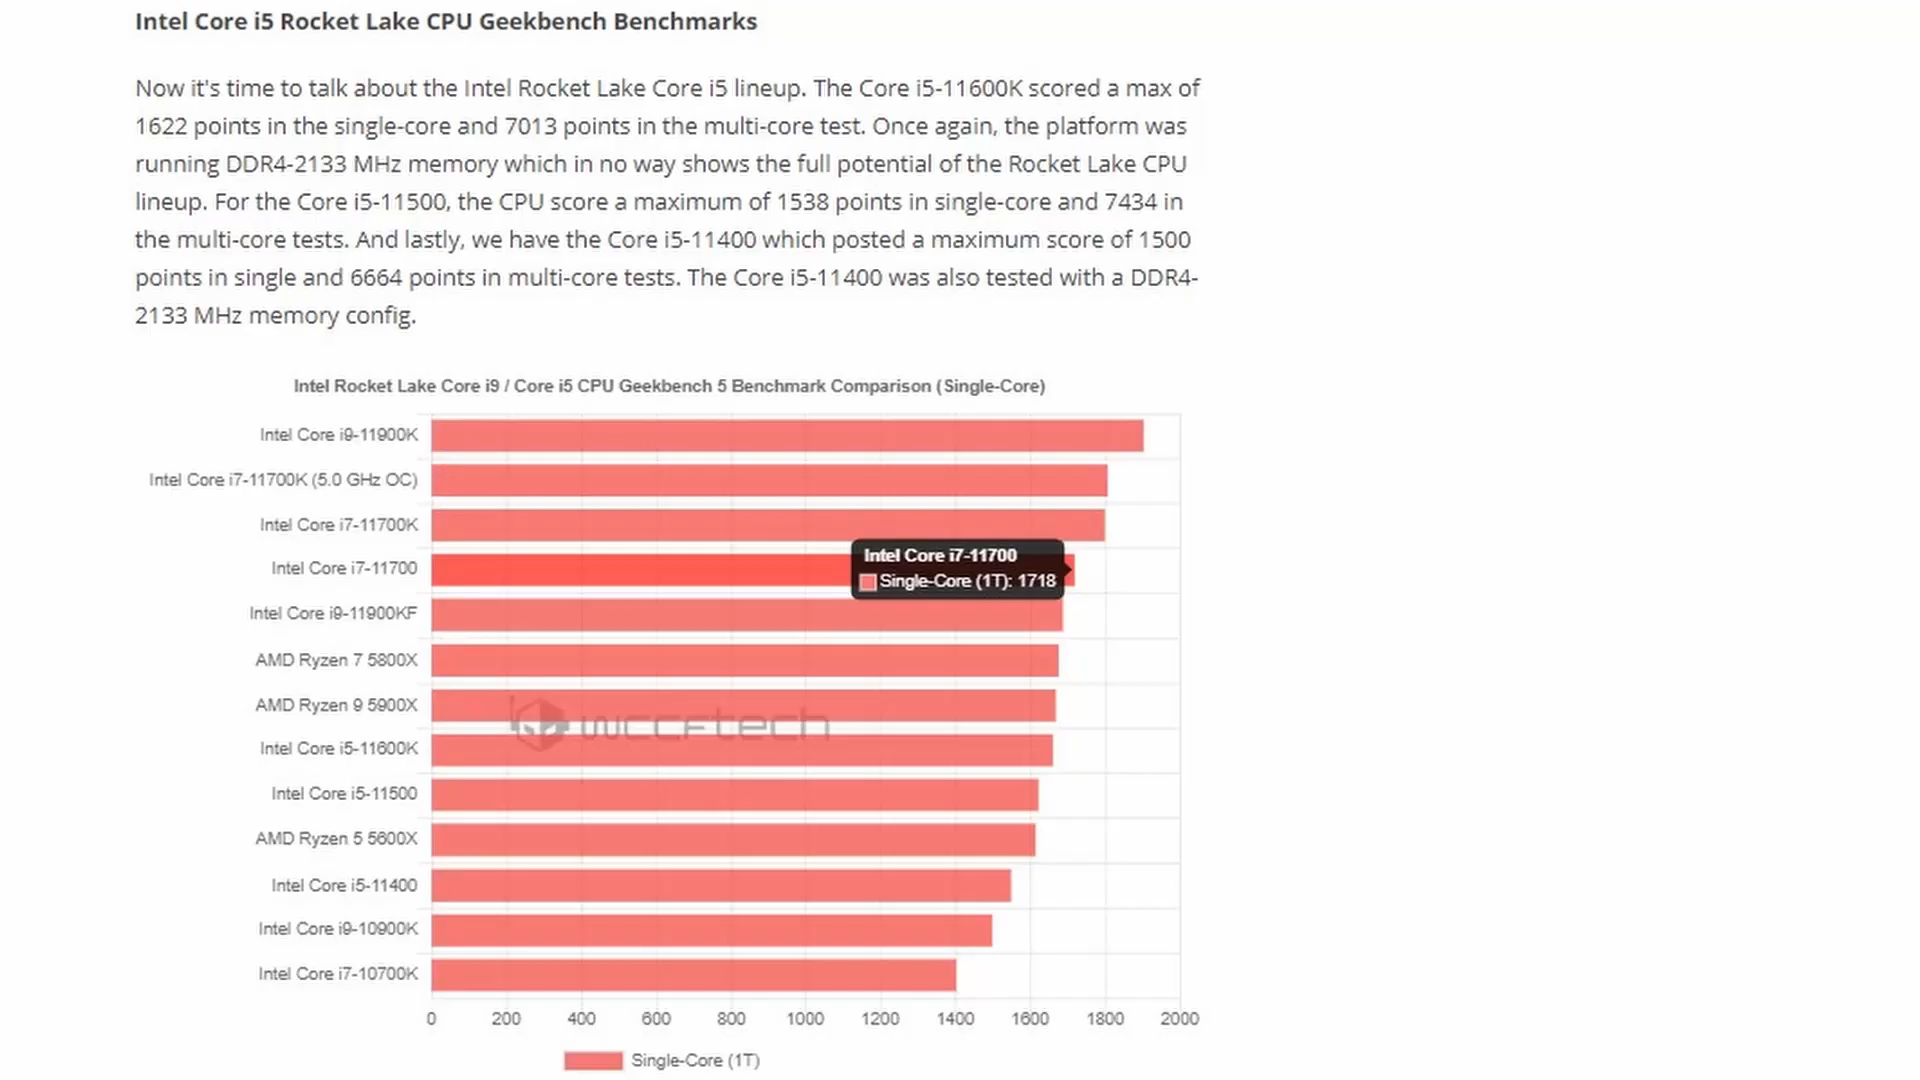 Intel Core i5 Rocket Lake CPU Geekbench Benchmarks
Now it's time to talk about the Intel Rocket Lake Core i5 lineup. The Core i5-11600K scored a max of
1622 points in the single-core and 7013 points in the multi-core test. Once again, the platform was
running DDR4-2133 MHz memory which in no way shows the full potential of the Rocket Lake CPU
lineup. For the Core i5-11500, the CPU score a maximum of 1538 points in single-core and 7434 in
the multi-core tests. And lastly, we have the Core i5-11400 which posted a maximum score of 1500
points in single and 6664 points in multi-core tests. The Core i5-11400 was also tested with a DDR4-
2133 MHz memory config.
Intel Rocket Lake Core i9 / Core i5 CPU Geekbench 5 Benchmark Comparison (Single-Core)
Intel Core i9-11900K
Intel Core i7-11700K (5.0 GHz OC)
Intel Core i7-11700K
Intel Core i7-11700
Intel Core i7-11700
Single-Core (1T): 1718
Intel Core i9-11900KF
AMD Ryzen 7 5800X
AMD Ryzen 9 5900X
wccftech
Intel Core i5-11600K
Intel Core i5-11500
AMD Ryzen 5 5600X
Intel Core i5-11400
Intel Core i9-10900K
Intel Core i7-10700K
0 200 400 600 800 1000 1200 1400 1600 1800 2000
Single-Core (1T)